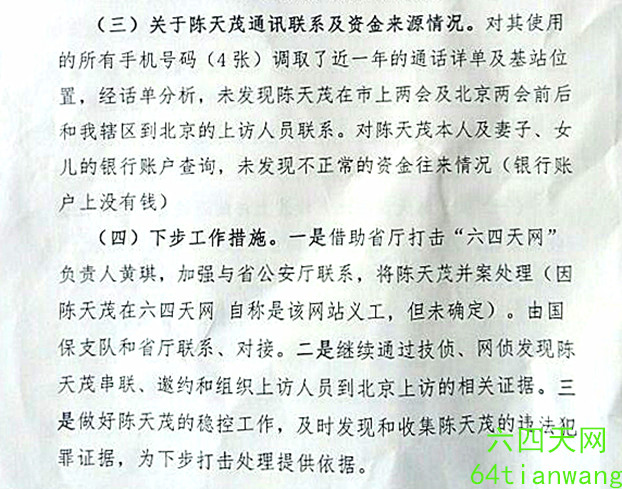 （三）关于陈天茂通讯联系及资金来源情况。对其使用
的所有手机号码（4张）调取了近一年的通话详单及基站位
置，经话单分析，未发现陈天茂在市上两会及北京两会前后
和我辖区到北京的上访人员联系。对陈天茂本人及妻子、女
儿的银行账户查询，未发现不正常的资金往来情况（银行账
户上没有钱）
（四）下步工作措施。一是借助省厅打击“六四天网”
负责人黄琪，加强与省公安厅联系，将陈天茂并案处理（因
陈天茂在六四天网 自称是该网站义工，但未确定）。由国
保支队和省厅联系、对接。二是继续通过技侦、网侦发现陈
天茂串联、邀约和组织上访人员到北京上访的相关证据。三
是做好陈天茂的稳控工作，及时发现和收集陈天茂的违法犯
罪证据，为下步打击处理提供依据。
六四天网
64tianwang